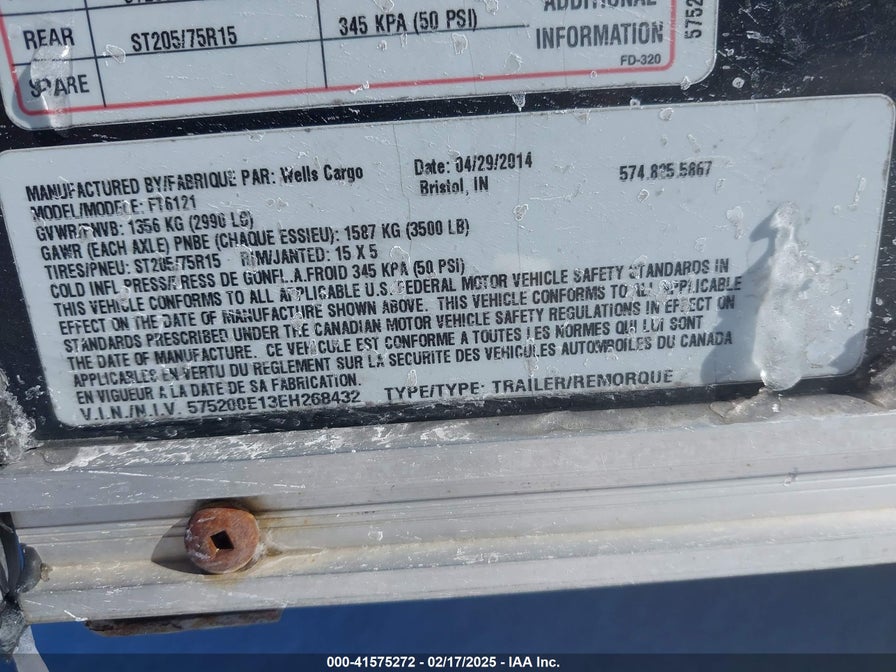 ADDITIONAL
REAR ST205/75R15 345 KPA (50 PSI) INFORMATION
SPARE FD-320
5752
MANUFACTURED BY/FABRIQUE PAR: Wells Cargo Date: 04/29/2014 574.825.5867
MODEL/MODELE: FT6121 Bristol, IN
GVWR/PNVB: 1356 KG (2990 LB)
GAWR (EACH AXLE) PNBE (CHAQUE ESSIEU): 1587 KG (3500 LB)
TIRES/PNEU: ST205/75R15 RIM/JANTED: 15 X 5
COLD INFL PRESS/PRESS DE GONFL.A.FROID 345 KPA (50 PSI)
THIS VEHICLE CONFORMS TO ALL APPLICABLE U.S. FEDERAL MOTOR VEHICLE SAFETY STANDARDS IN
EFFECT ON THE DATE OF MANUFACTURE SHOWN ABOVE. THIS VEHICLE CONFORMS TO ALL APPLICABLE
STANDARDS PRESCRIBED UNDER THE CANADIAN MOTOR VEHICLE SAFETY REGULATIONS IN EFFECT ON
THE DATE OF MANUFACTURE. CE VEHICULE EST CONFORME A TOUTES LES NORMES QUI LUI SONT
APPLICABLES EN VERTU DU REGLEMENT SUR LA SECURITE DES VEHICULES AUTOMOBILES DU CANADA
EN VIGUEUR A LA DATE DE SA FABRICATION.
V.I.N./N.I.V. 575200E13EH268432 TYPE/TYPE: TRAILER/REMORQUE
000-41575272 - 02/17/2025 - IAA Inc.